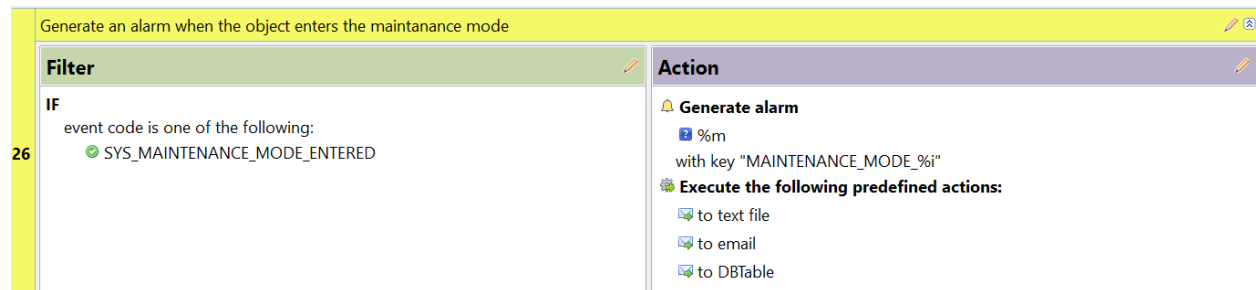 Generate an alarm when the object enters the maintanance mode
Filter
Action
IF
event code is one of the following:
26
SYS_MAINTENANCE_MODE_ENTERED
Generate alarm
%m
with key "MAINTENANCE_MODE_%i"
Execute the following predefined actions:
to text file
to email
to DBTable